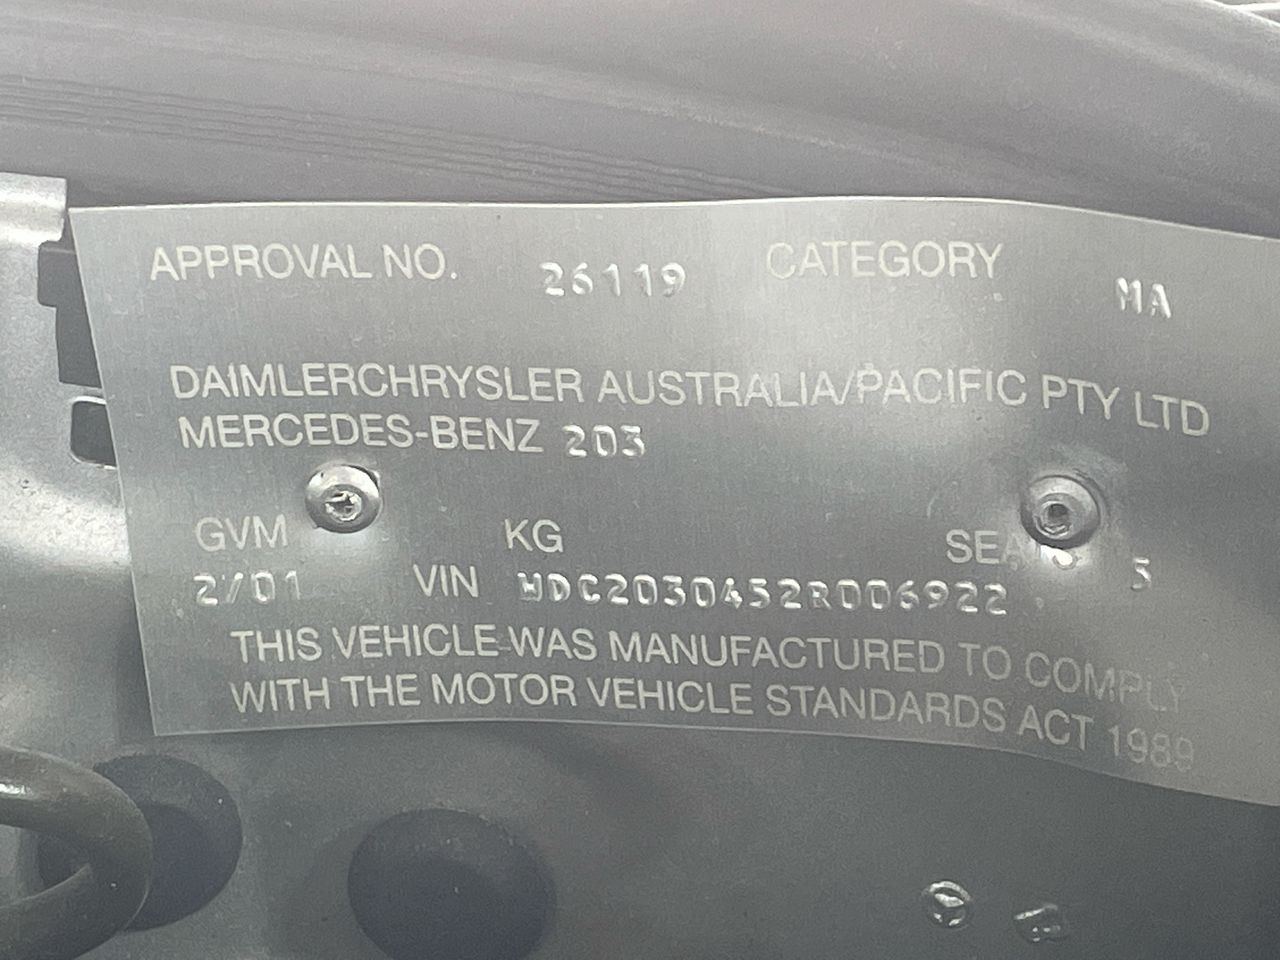 APPROVAL NO. 26119 CATEGORY MA
DAIMLERCHRYSLER AUSTRALIA/PACIFIC PTY LTD
MERCEDES-BENZ 203
GVM KG SEATS 5
2/01 VIN WDC2030452R006922
THIS VEHICLE WAS MANUFACTURED TO COMPLY
WITH THE MOTOR VEHICLE STANDARDS ACT 1989